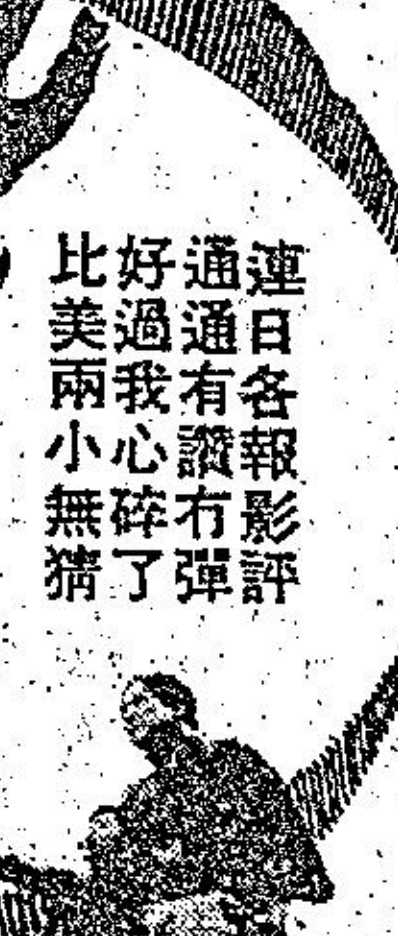 連日各報影評
通通有讚冇彈
好過我心碎了
比美兩小無猜